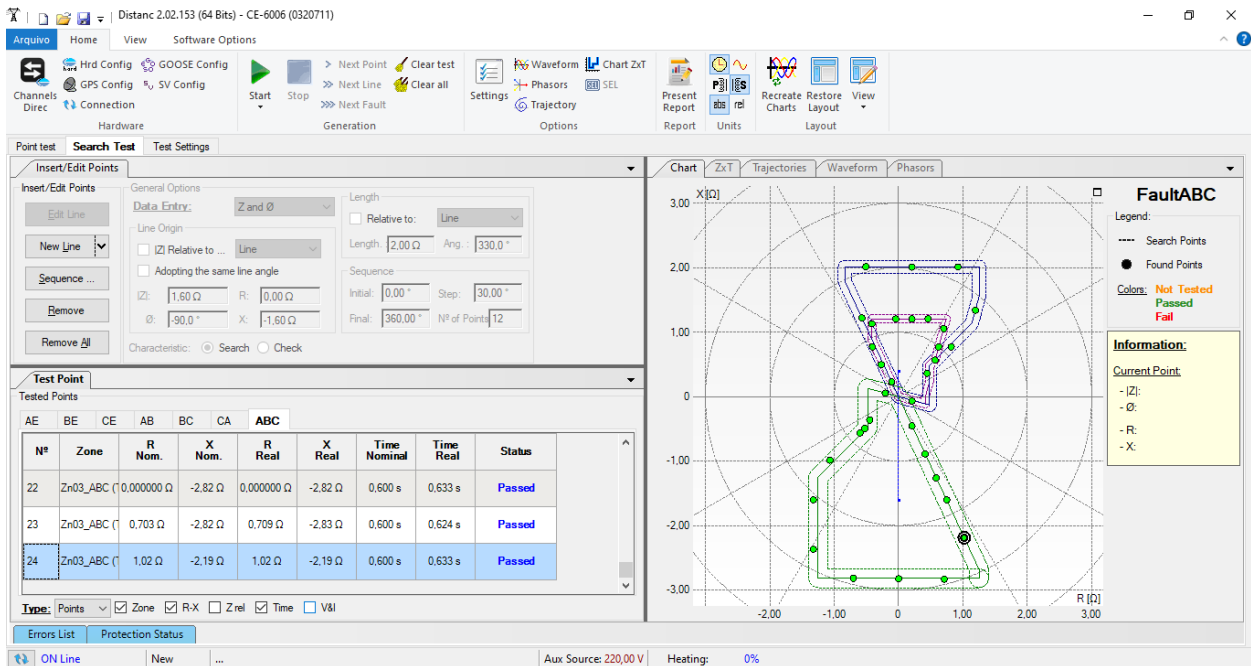 Distanc 2.02.153 (64 Bits) - CE-6006 (0320711)
Arquivo Home View Software Options
Channels Direc
Hrd Config GOOSE Config
GPS Config SV Config
Connection
Hardware
Start Stop
Next Point Clear test
Next Line Clear all
Next Fault
Generation
Settings
Waveform Chart ZxT
Phasors SEL
Trajectory
Options
Present Report
Report
abs rel
Units
Recreate Charts Restore Layout View
Layout
Point test Search Test Test Settings
Insert/Edit Points
Insert/Edit Points
Edit Line
New Line
Sequence ...
Remove
Remove All
General Options
Data Entry: Z and Ø
Line Origin
|Z| Relative to ... Line
Adopting the same line angle
|Z|: 1,60 Ω R: 0,00 Ω
Ø: -90,0 ° X: -1,60 Ω
Characteristic: Search Check
Length
Relative to: Line
Length. : 2,00 Ω Ang. : 330,0 °
Sequence
Initial: 0,00 ° Step: 30,00 °
Final: 360,00 ° Nº of Points 12
Test Point
Tested Points
AE BE CE AB BC CA ABC
Nº Zone R Nom. X Nom. R Real X Real Time Nominal Time Real Status
22 Zn03_ABC (T 0,000000 Ω -2,82 Ω 0,000000 Ω -2,82 Ω 0,600 s 0,633 s Passed
23 Zn03_ABC (T 0,703 Ω -2,82 Ω 0,709 Ω -2,83 Ω 0,600 s 0,624 s Passed
24 Zn03_ABC (T 1,02 Ω -2,19 Ω 1,02 Ω -2,19 Ω 0,600 s 0,633 s Passed
Type: Points Zone R-X Z rel Time V&I
Errors List Protection Status
ON Line New ... Aux Source: 220,00 V Heating: 0%
Chart ZxT Trajectories Waveform Phasors
X [Ω]
3,00
2,00
1,00
0
-1,00
-2,00
-3,00
R [Ω]
-2,00 -1,00 0 1,00 2,00 3,00
FaultABC
Legend:
Search Points
Found Points
Colors: Not Tested
Passed
Fail
Information:
Current Point:
- |Z|:
- Ø:
- R:
- X: